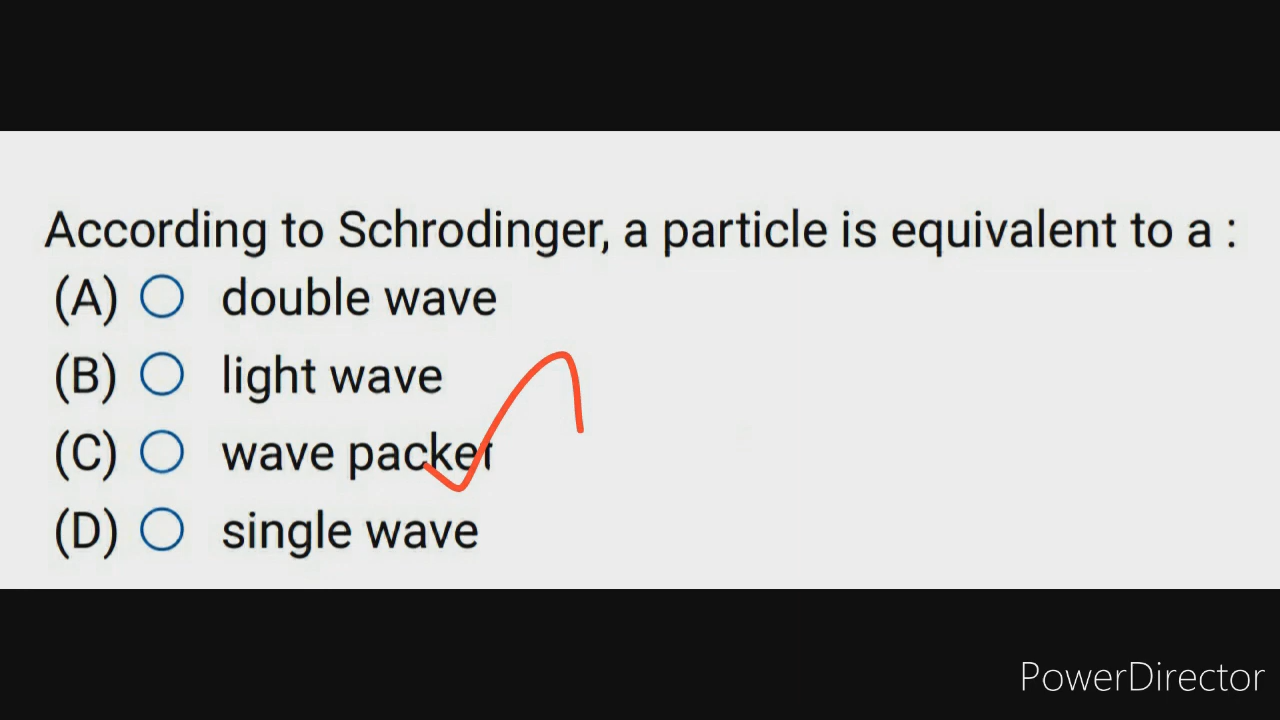 According to Schrodinger, a particle is equivalent to a :
(A) double wave
(B) light wave
(C) wave packet
(D) single wave
PowerDirector